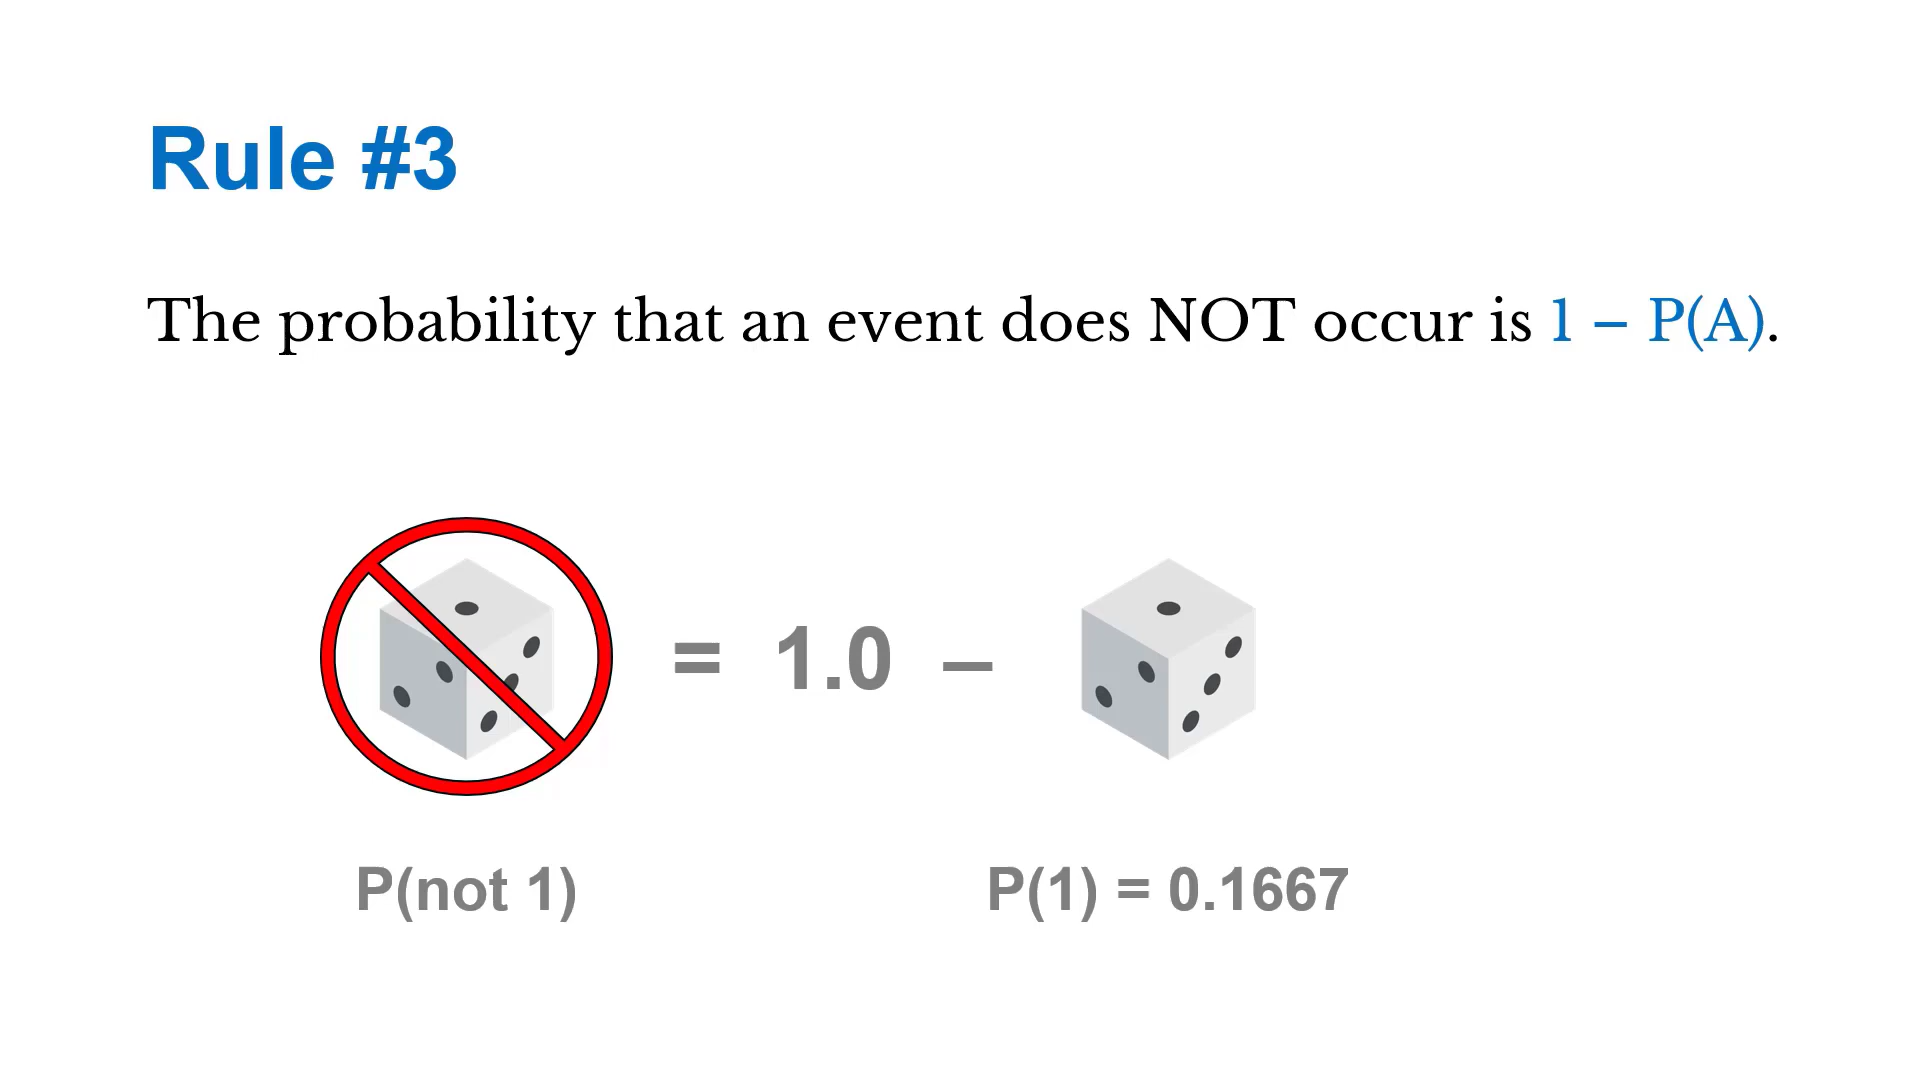 Rule #3
The probability that an event does NOT occur is 1 – P(A).
= 1.0 –
P(not 1) P(1) = 0.1667